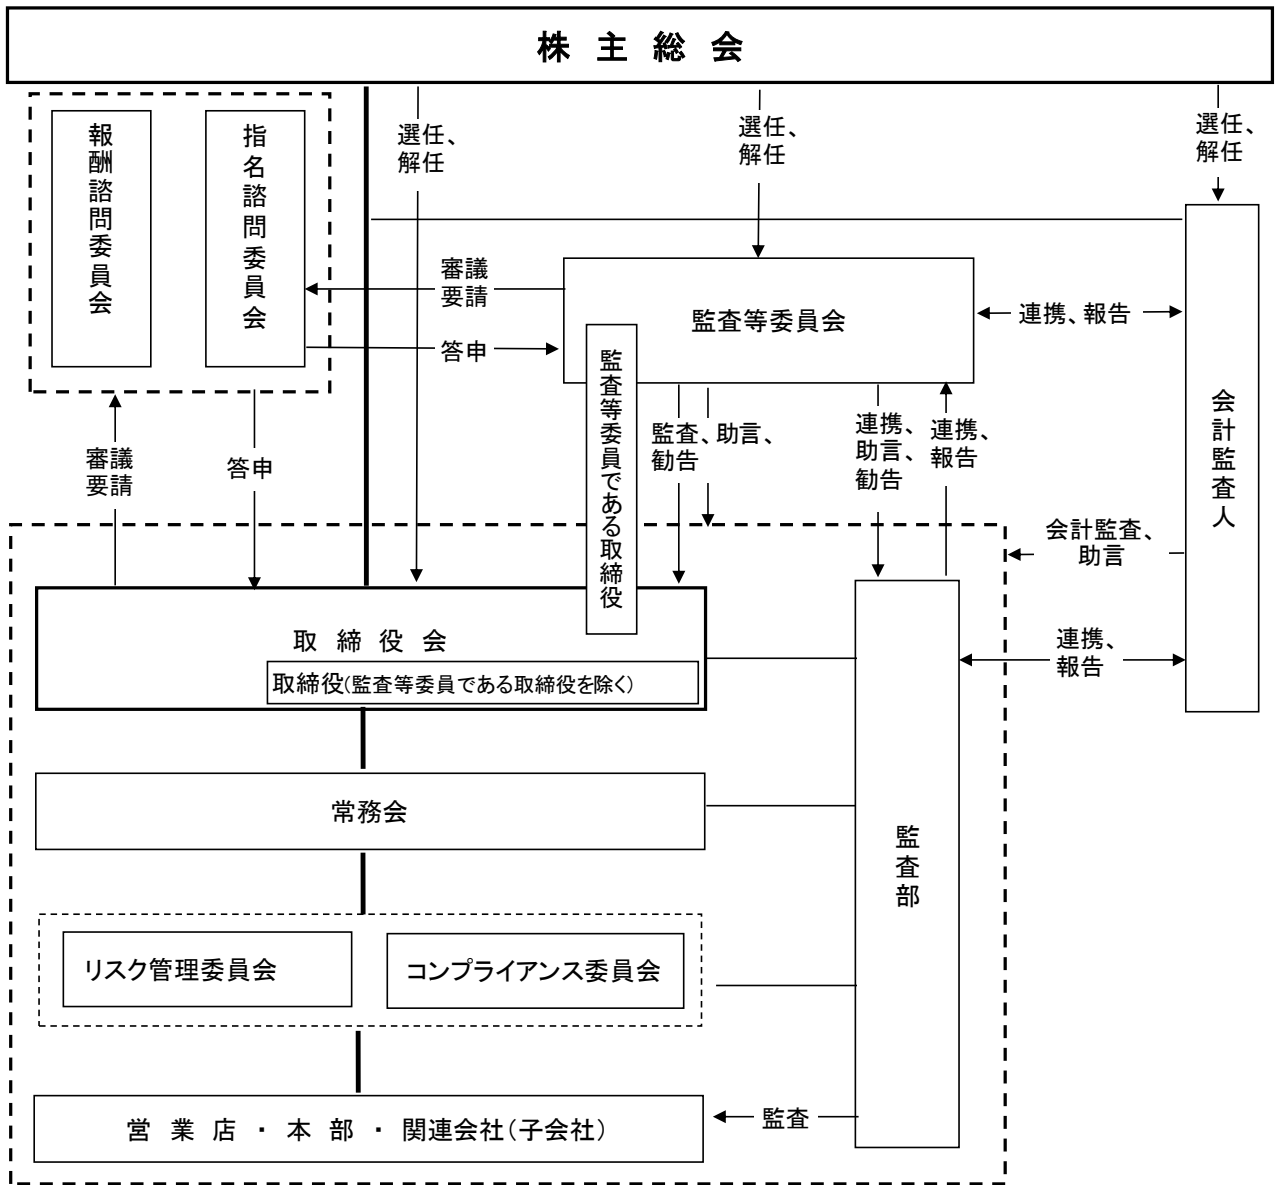 株 主 総 会
報酬諮問委員会
指名諮問委員会
選任、
解任
選任、
解任
選任、
解任
審議
要請
答申
監査等委員会
連携、報告
監査等委員である取締役
会計監査人
審議
要請
答申
監査、
勧告
助言、
連携、
助言、
勧告
連携、
報告
会計監査、
助言
連携、
報告
取 締 役 会
取締役(監査等委員である取締役を除く)
常務会
監査部
リスク管理委員会
コンプライアンス委員会
営 業 店 ・ 本 部 ・ 関連会社(子会社)
監査